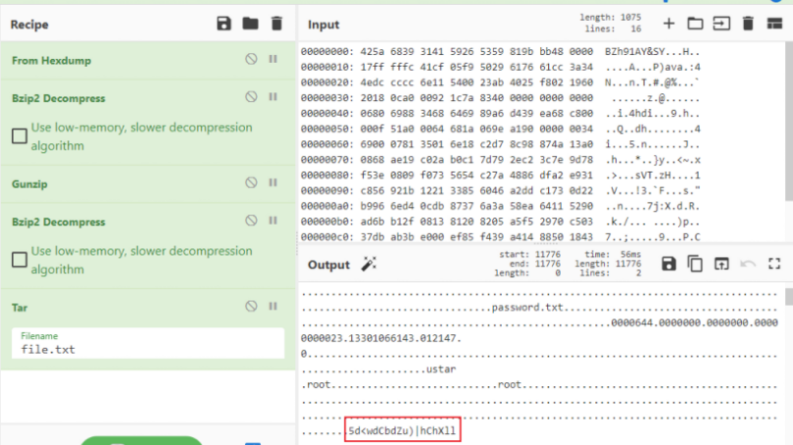 Recipe
From Hexdump
Bzip2 Decompress
Use low-memory, slower decompression
algorithm
Gunzip
Bzip2 Decompress
Use low-memory, slower decompression
algorithm
Tar
Filename
file.txt
Input
length: 1075
lines: 16
00000000: 425a 6839 3141 5926 5359 819b bb48 0000 BZh91AY&SY...H..
00000010: 17ff fffc 41cf 05f9 5029 6176 61cc 3a34 ....A...P)ava.:4
00000020: 4edc cccc 6e11 5400 23ab 4025 f802 1960 N...n.T.#.@%...`
00000030: 2018 0ca0 0092 1c7a 8340 0000 0000 0000 ......z.@......
00000040: 0680 6988 3468 6469 89a6 d439 ea68 c800 ..i.4hdi...9.h..
00000050: 000f 51a0 0064 681a 069e a190 0000 0034 ..Q..dh........4
00000060: 6900 0781 3501 6e18 c2d7 8c98 874a 13a0 i...5.n......J..
00000070: 0868 ae19 c02a b0c1 7d79 2ec2 3c7e 9d78 .h...*..}y..<~.x
00000080: f53e 0809 f073 5654 c27a 4886 dfa2 e931 .>...sVT.zH....1
00000090: c856 921b 1221 3385 6046 a2dd c173 0d22 .V...!3.`F...s."
000000a0: b996 6ed4 0cdb 8737 6a3a 58ea 6411 5290 ..n....7j:X.d.R.
000000b0: ad6b b12f 0813 8120 8205 a5f5 2970 c503 .k./... ....)p..
000000c0: 37db ab3b e000 ef85 f439 a414 8850 1843 7..;.....9...P.C
Output
start: 11776
end: 11776
length: 0
time: 56ms
length: 11776
lines: 2
password.txt
0000644.0000000.0000000.0000
0000023.13301066143.012147.
0
ustar
.root
root
Sd<wdCbdZu)|hChXll